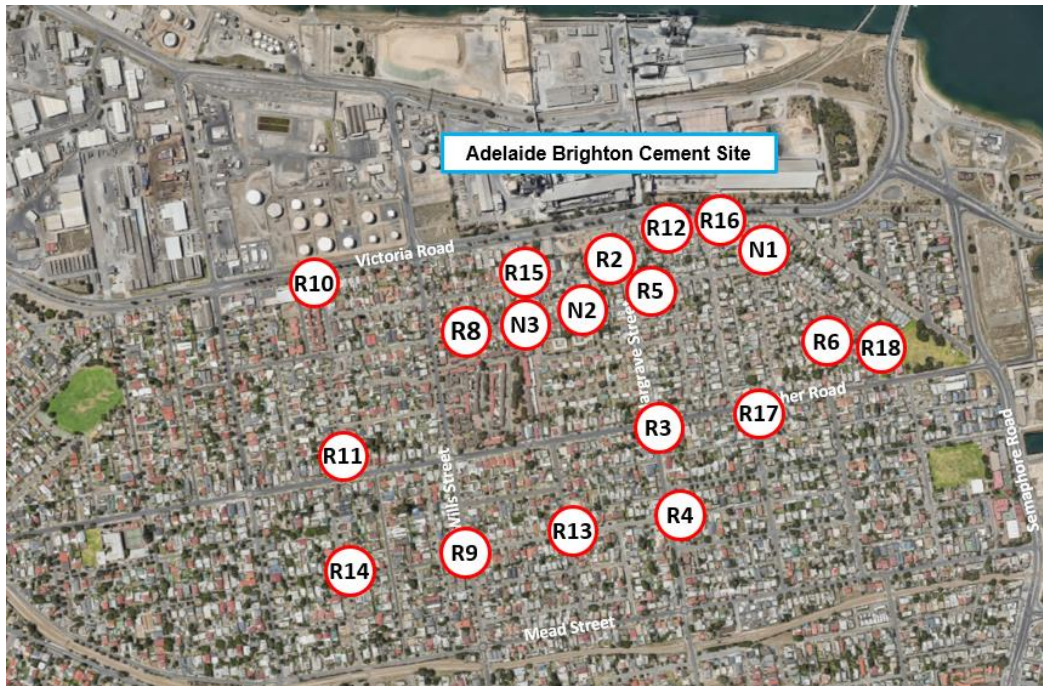 Adelaide Brighton Cement Site
R16
R12
N1
Victoria Road
R2
R15
R10
R5
N2
N3
R8
R6
R18
argrave Street
her Road
R17
R3
R11
Wills Street
Semaphore Road
R4
R13
R9
R14
Mead Street